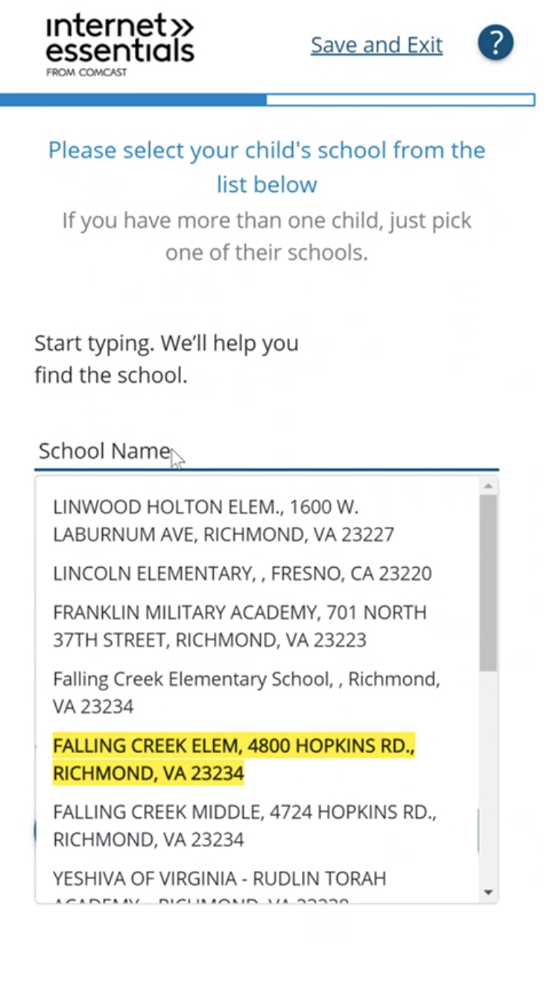 internet»
essentials
FROM COMCAST
Save and Exit
?
Please select your child's school from the
list below
If you have more than one child, just pick
one of their schools.
Start typing. We’ll help you
find the school.
School Name
LINWOOD HOLTON ELEM., 1600 W.
LABURNUM AVE, RICHMOND, VA 23227
LINCOLN ELEMENTARY, , FRESNO, CA 23220
FRANKLIN MILITARY ACADEMY, 701 NORTH
37TH STREET, RICHMOND, VA 23223
Falling Creek Elementary School, , Richmond,
VA 23234
FALLING CREEK ELEM, 4800 HOPKINS RD.,
RICHMOND, VA 23234
FALLING CREEK MIDDLE, 4724 HOPKINS RD.,
RICHMOND, VA 23234
YESHIVA OF VIRGINIA - RUDLIN TORAH